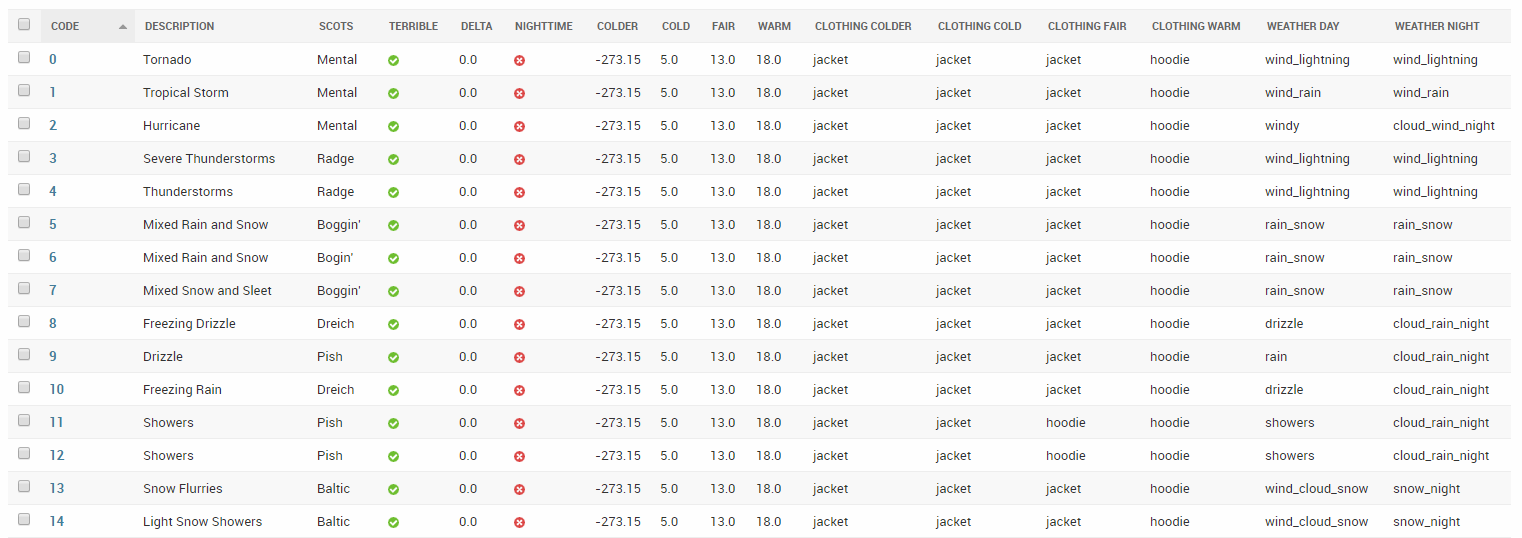 CODE DESCRIPTION SCOTS TERRIBLE DELTA NIGHTTIME COLDER COLD FAIR WARM CLOTHING COLDER CLOTHING COLD CLOTHING FAIR CLOTHING WARM WEATHER DAY WEATHER NIGHT
0 Tornado Mental 0.0 -273.15 5.0 13.0 18.0 jacket jacket jacket hoodie wind_lightning wind_lightning
1 Tropical Storm Mental 0.0 -273.15 5.0 13.0 18.0 jacket jacket jacket hoodie wind_rain wind_rain
2 Hurricane Mental 0.0 -273.15 5.0 13.0 18.0 jacket jacket jacket hoodie windy cloud_wind_night
3 Severe Thunderstorms Radge 0.0 -273.15 5.0 13.0 18.0 jacket jacket jacket hoodie wind_lightning wind_lightning
4 Thunderstorms Radge 0.0 -273.15 5.0 13.0 18.0 jacket jacket jacket hoodie wind_lightning wind_lightning
5 Mixed Rain and Snow Boggin' 0.0 -273.15 5.0 13.0 18.0 jacket jacket jacket hoodie rain_snow rain_snow
6 Mixed Rain and Snow Bogin' 0.0 -273.15 5.0 13.0 18.0 jacket jacket jacket hoodie rain_snow rain_snow
7 Mixed Snow and Sleet Boggin' 0.0 -273.15 5.0 13.0 18.0 jacket jacket jacket hoodie rain_snow rain_snow
8 Freezing Drizzle Dreich 0.0 -273.15 5.0 13.0 18.0 jacket jacket jacket hoodie drizzle cloud_rain_night
9 Drizzle Pish 0.0 -273.15 5.0 13.0 18.0 jacket jacket jacket hoodie rain cloud_rain_night
10 Freezing Rain Dreich 0.0 -273.15 5.0 13.0 18.0 jacket jacket jacket hoodie drizzle cloud_rain_night
11 Showers Pish 0.0 -273.15 5.0 13.0 18.0 jacket jacket hoodie hoodie showers cloud_rain_night
12 Showers Pish 0.0 -273.15 5.0 13.0 18.0 jacket jacket hoodie hoodie showers cloud_rain_night
13 Snow Flurries Baltic 0.0 -273.15 5.0 13.0 18.0 jacket jacket jacket hoodie wind_cloud_snow snow_night
14 Light Snow Showers Baltic 0.0 -273.15 5.0 13.0 18.0 jacket jacket jacket hoodie wind_cloud_snow snow_night